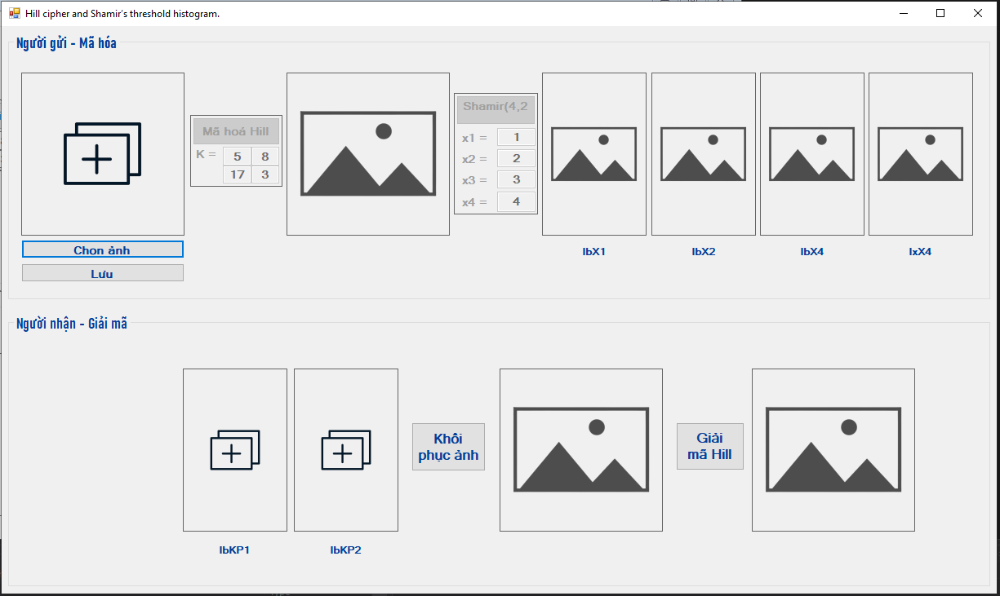 Hill cipher and Shamir's threshold histogram.
Người gửi - Mã hóa
Mã hoá Hill
K = 5 8
17 3
Shamir(4,2
x1 = 1
x2 = 2
x3 = 3
x4 = 4
lbX1
lbX2
lbX4
lxX4
Chọn ảnh
Lưu
Người nhận - Giải mã
Khôi
phục ảnh
Giải
mã Hill
lbKP1
lbKP2